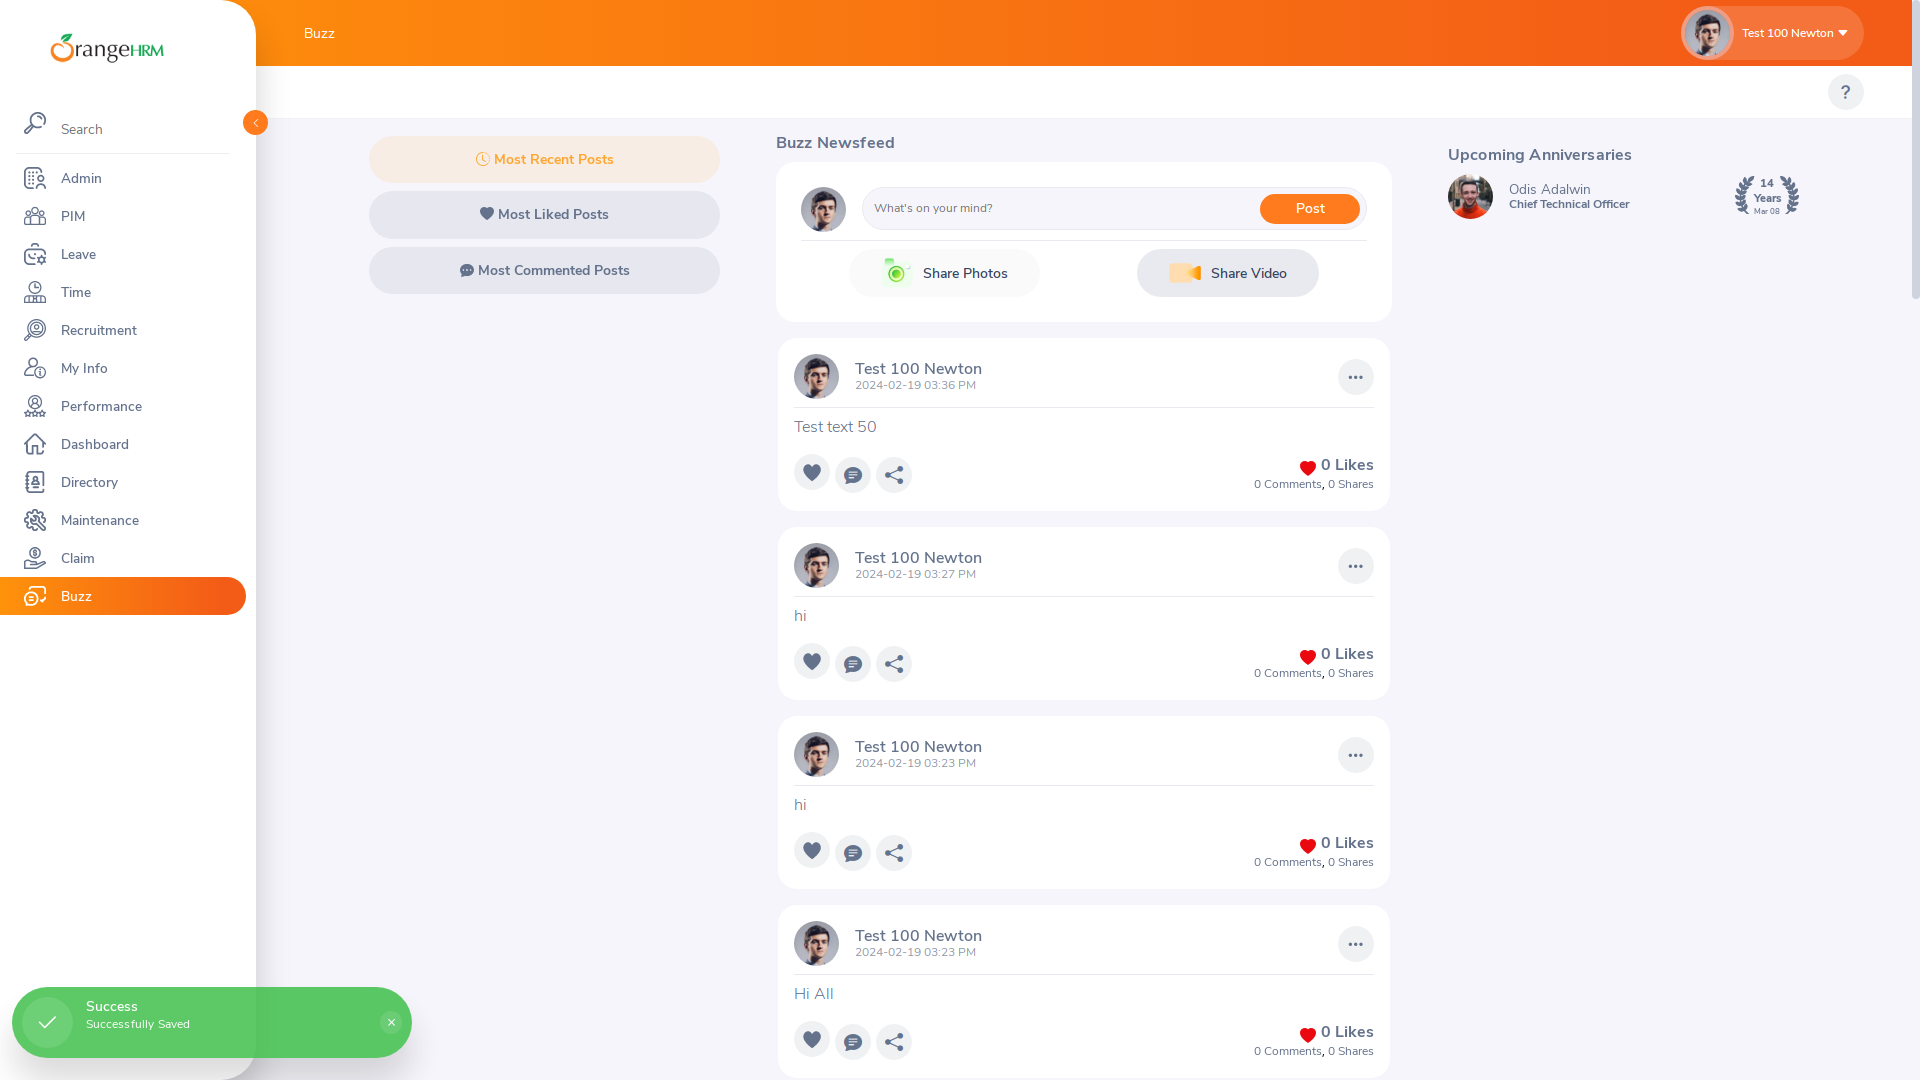 OrangeHRM
Search
Admin
PIM
Leave
Time
Recruitment
My Info
Performance
Dashboard
Directory
Maintenance
Claim
Buzz
Buzz
Test 100 Newton
?
Most Recent Posts
Most Liked Posts
Most Commented Posts
Buzz Newsfeed
What's on your mind?
Post
Share Photos
Share Video
Test 100 Newton
2024-02-19 03:36 PM
Test text 50
0 Likes
0 Comments, 0 Shares
Test 100 Newton
2024-02-19 03:27 PM
hi
0 Likes
0 Comments, 0 Shares
Test 100 Newton
2024-02-19 03:23 PM
hi
0 Likes
0 Comments, 0 Shares
Test 100 Newton
2024-02-19 03:23 PM
Hi All
0 Likes
0 Comments, 0 Shares
Upcoming Anniversaries
Odis Adalwin
Chief Technical Officer
14
Years
Mar 08
Success
Successfully Saved